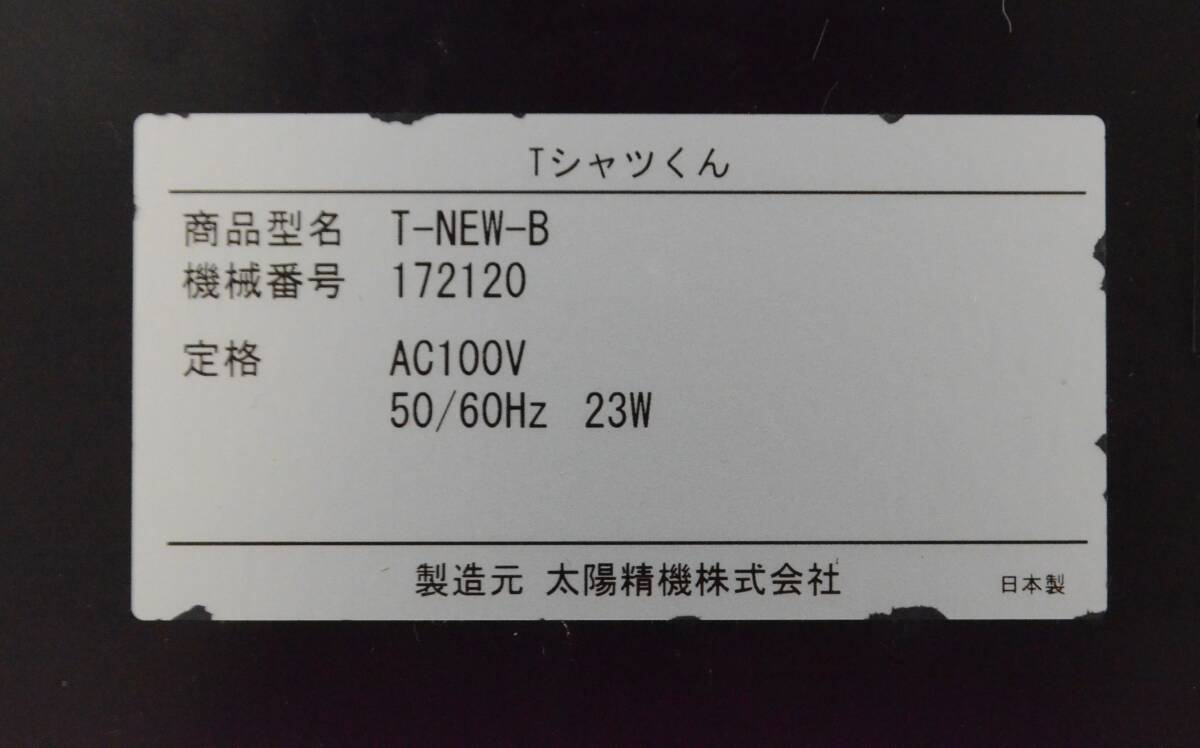 Tシャツくん
商品型名 T-NEW-B
機械番号 172120
定格 AC100V
50/60Hz 23W
製造元 太陽精機株式会社 日本製